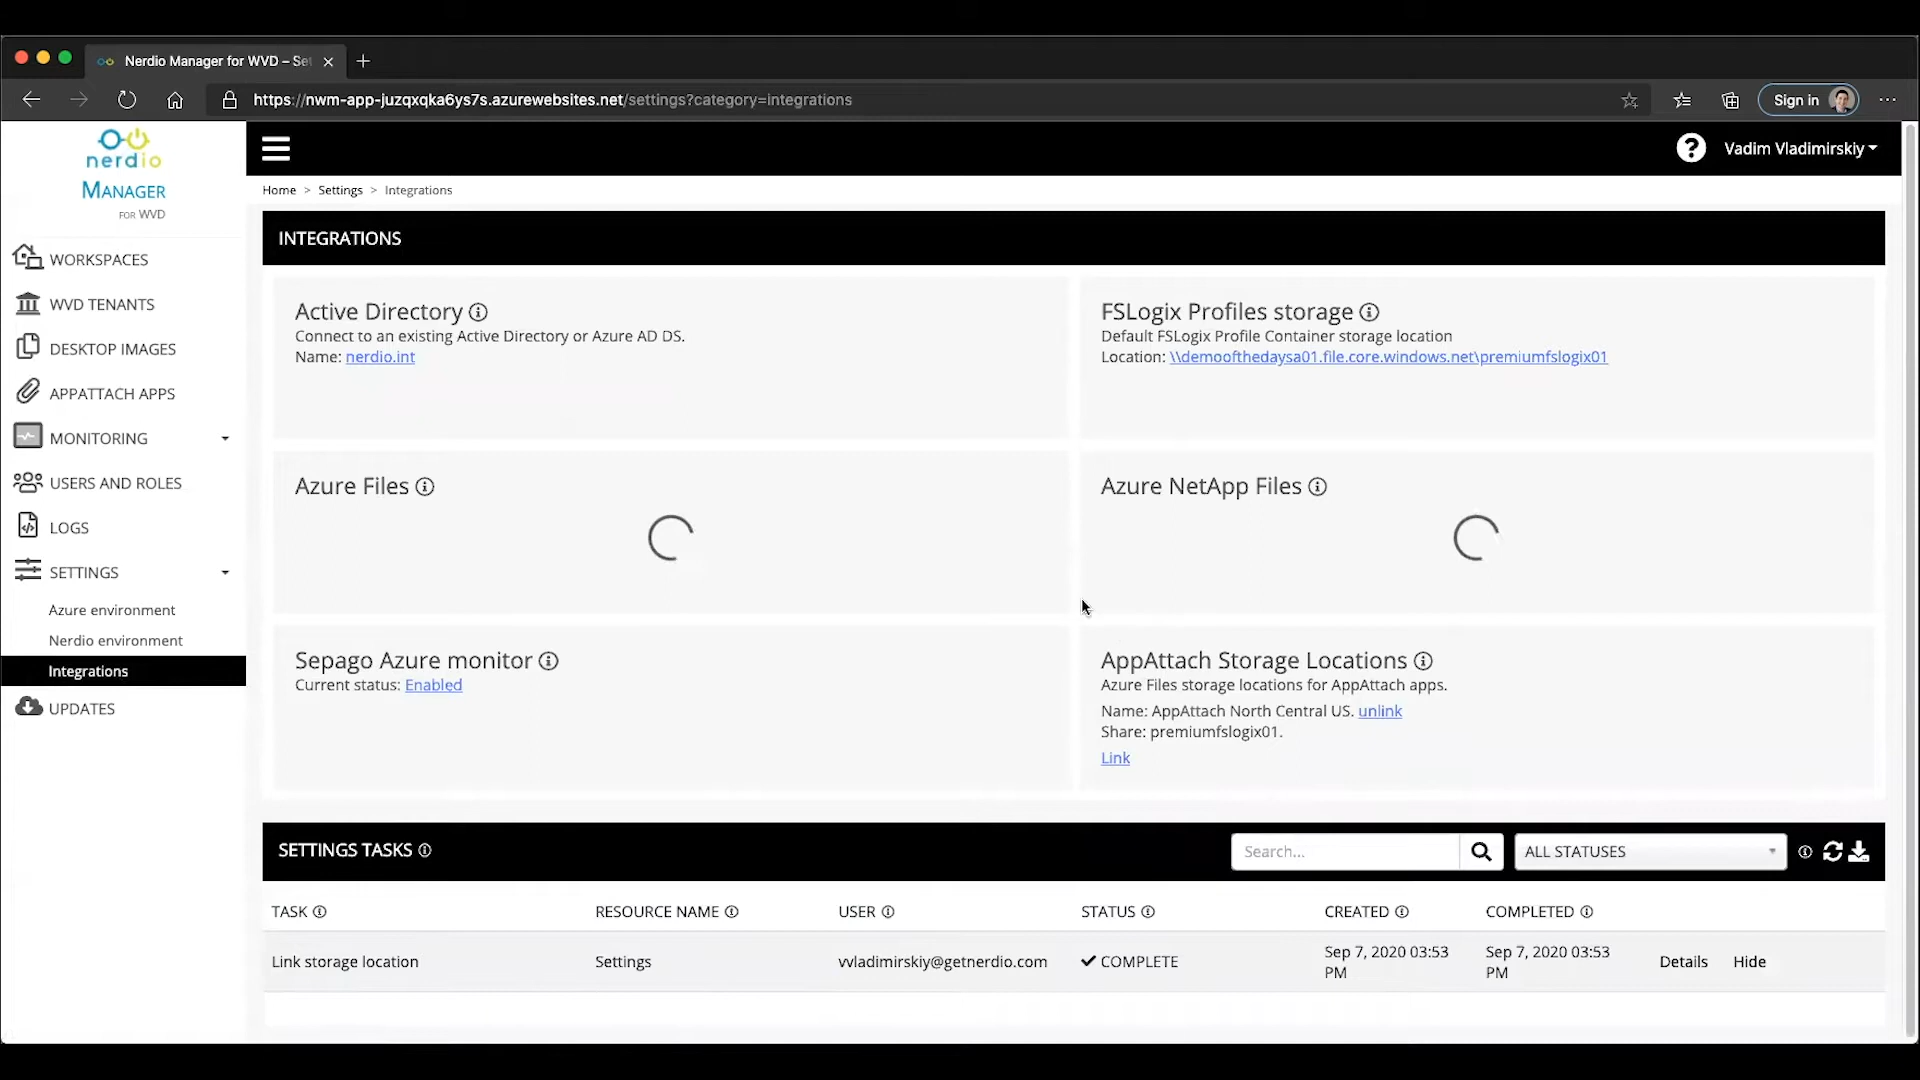 Nerdio Manager for WVD – Set
https://nwm-app-juzqxqka6ys7s.azurewebsites.net/settings?category=integrations
Sign in
nerdio
MANAGER
FOR WVD
Vadim Vladimirskiy
Home > Settings > Integrations
WORKSPACES
WVD TENANTS
DESKTOP IMAGES
APPATTACH APPS
MONITORING
USERS AND ROLES
LOGS
SETTINGS
Azure environment
Nerdio environment
Integrations
UPDATES
INTEGRATIONS
Active Directory
Connect to an existing Active Directory or Azure AD DS.
Name: nerdio.int
FSLogix Profiles storage
Default FSLogix Profile Container storage location
Location: \\demoofthedaysa01.file.core.windows.net\premiumfslogix01
Azure Files
Azure NetApp Files
Sepago Azure monitor
Current status: Enabled
AppAttach Storage Locations
Azure Files storage locations for AppAttach apps.
Name: AppAttach North Central US. unlink
Share: premiumfslogix01.
Link
SETTINGS TASKS
Search...
ALL STATUSES
TASK RESOURCE NAME USER STATUS CREATED COMPLETED
Link storage location Settings vvladimirskiy@getnerdio.com COMPLETE Sep 7, 2020 03:53 PM Sep 7, 2020 03:53 PM Details Hide